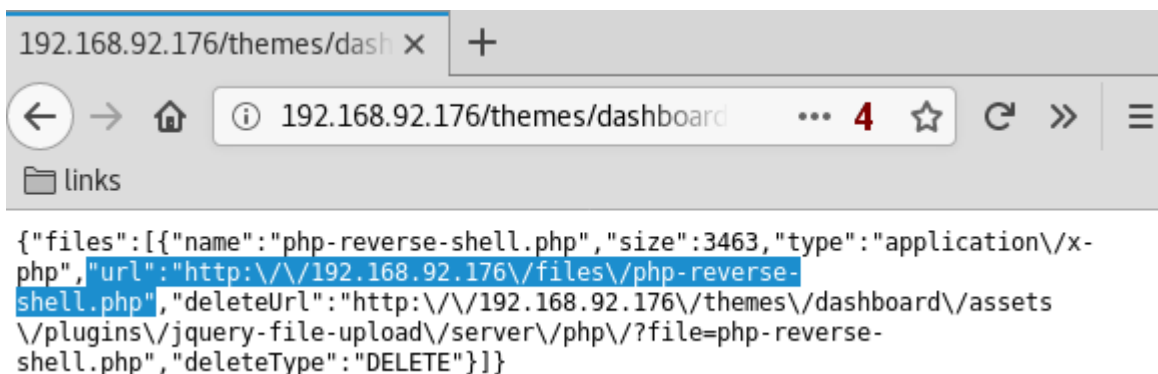 192.168.92.176/themes/dash
192.168.92.176/themes/dashboard
4
links
{"files":[{"name":"php-reverse-shell.php","size":3463,"type":"application\/x-
php","url":"http:\/\/192.168.92.176\/files\/php-reverse-
shell.php","deleteUrl":"http:\/\/192.168.92.176\/themes\/dashboard\/assets
\/plugins\/jquery-file-upload\/server\/php\/?file=php-reverse-
shell.php","deleteType":"DELETE"}]}